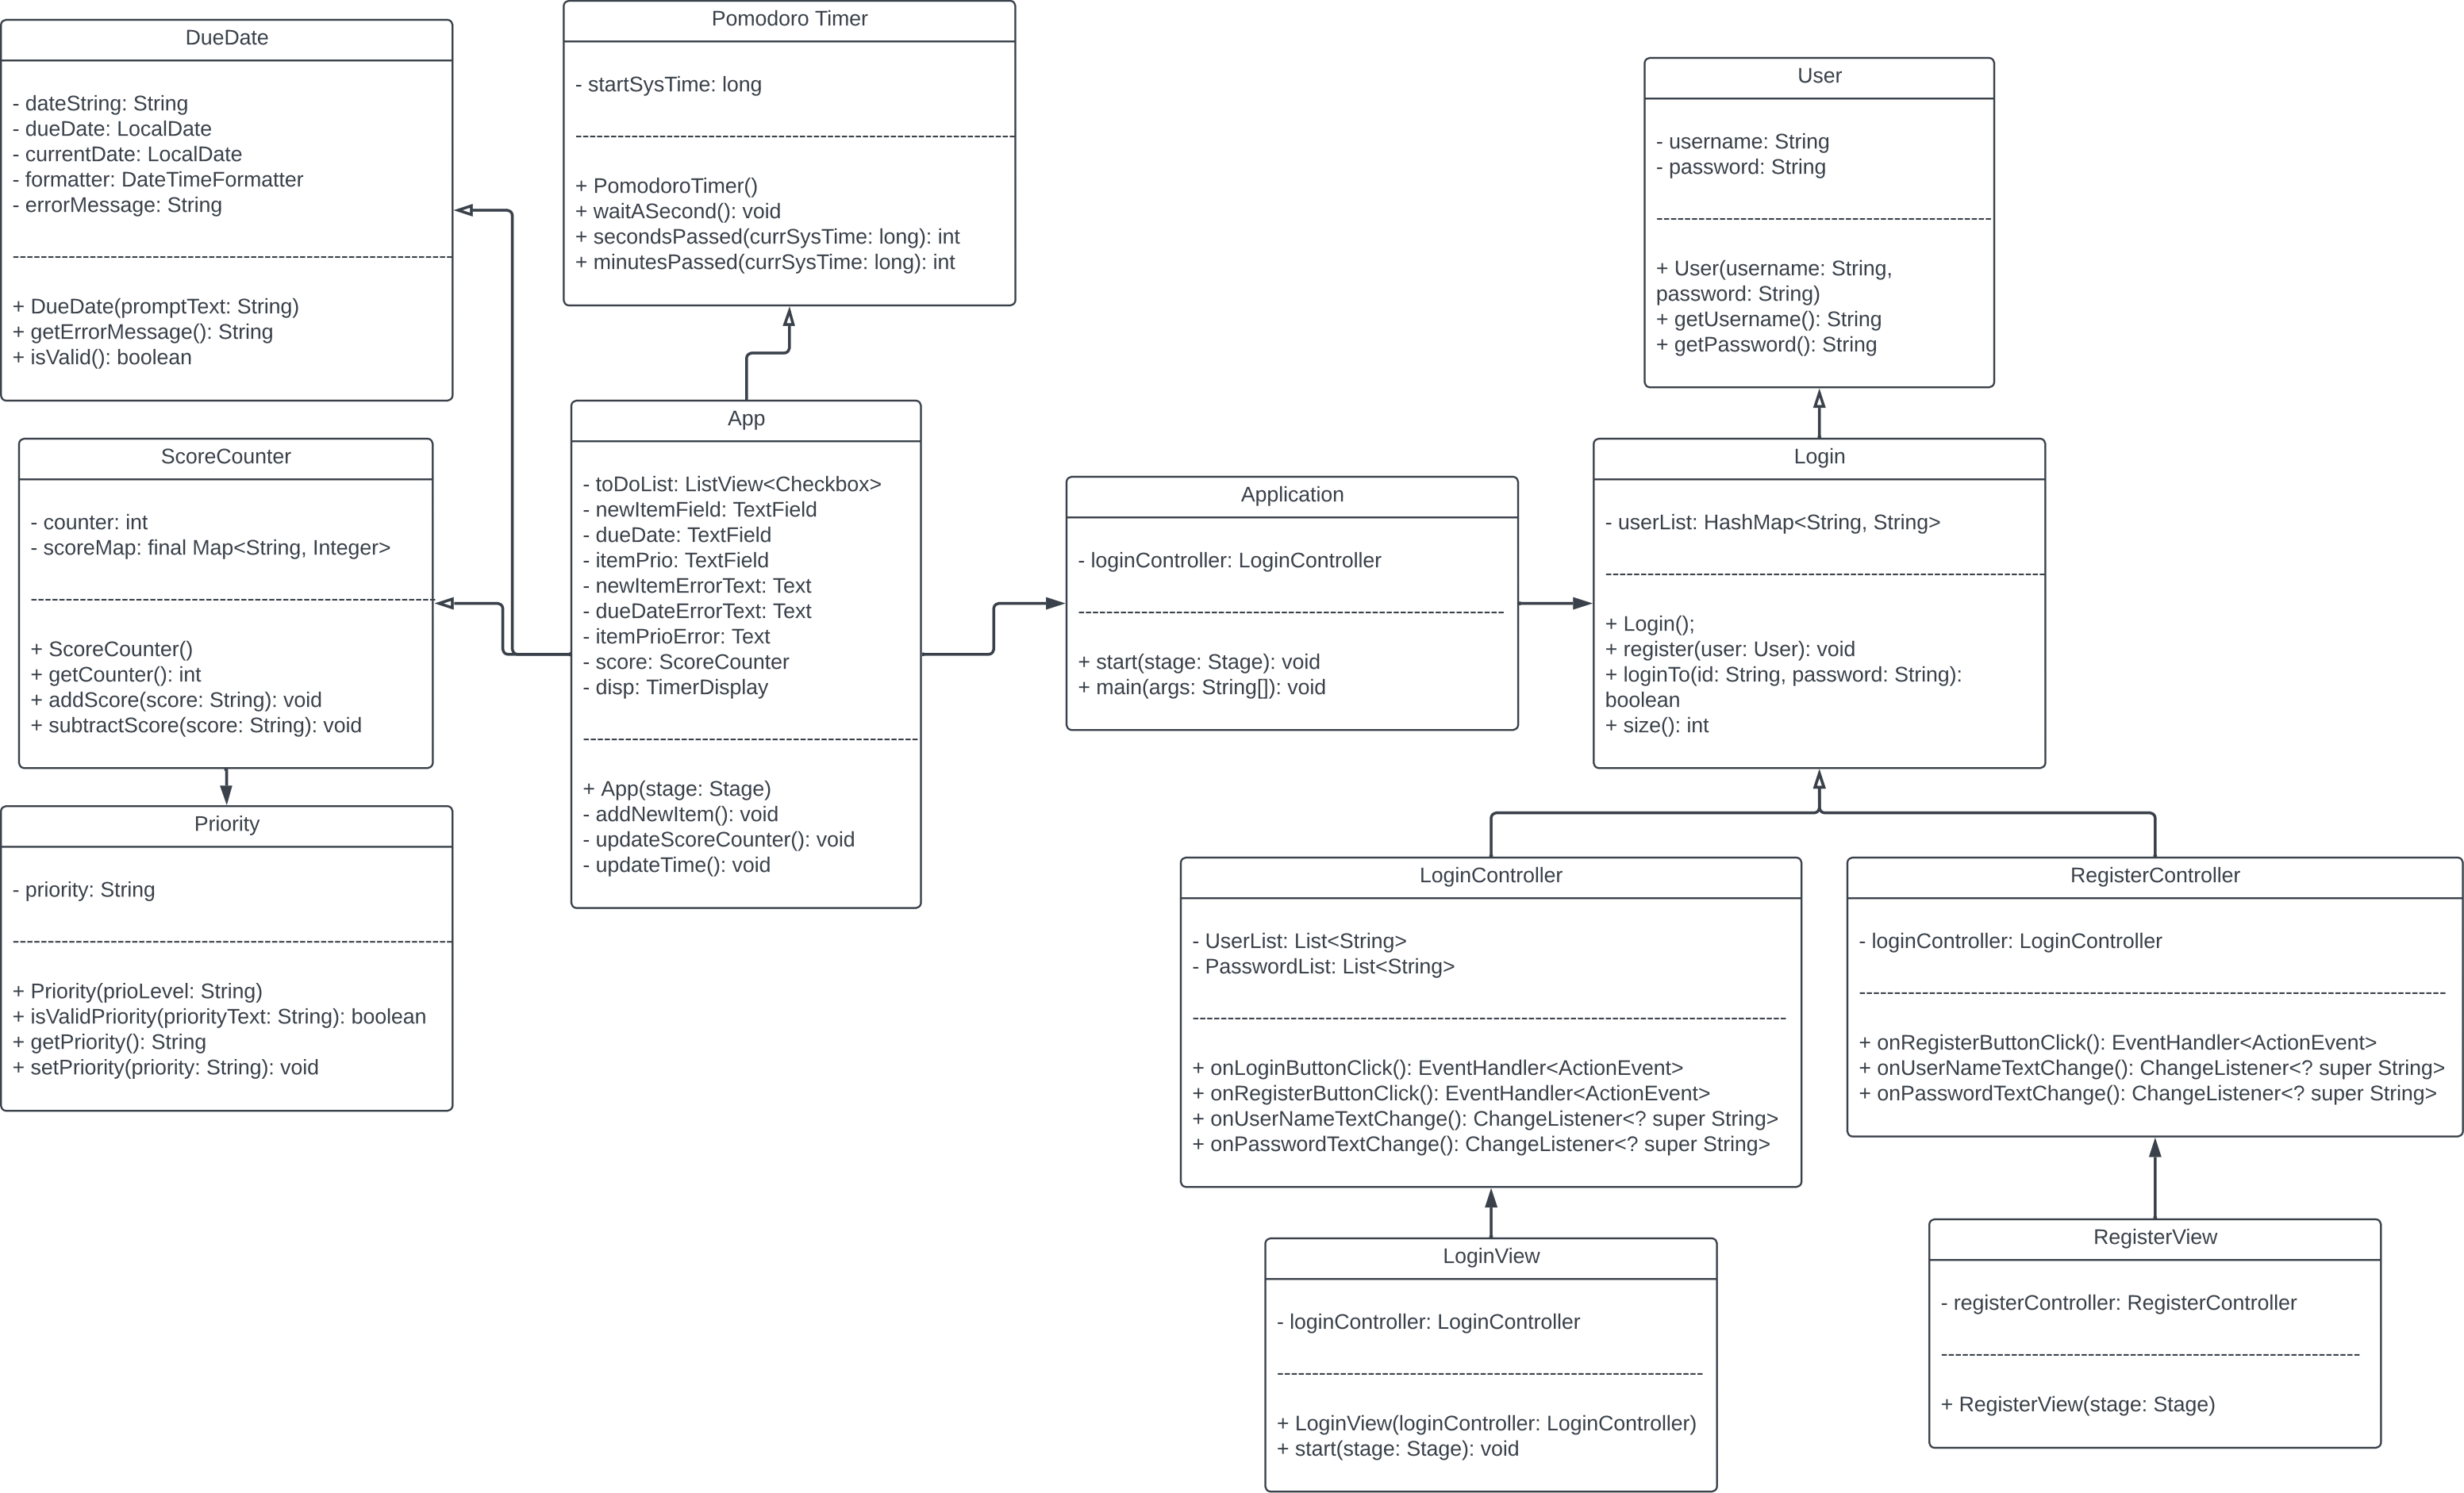 DueDate
- dateString: String
- dueDate: LocalDate
- currentDate: LocalDate
- formatter: DateTimeFormatter
- errorMessage: String
+ DueDate(promptText: String)
+ getErrorMessage(): String
+ isValid(): boolean
Pomodoro Timer
- startSysTime: long
+ PomodoroTimer()
+ waitASecond(): void
+ secondsPassed(currSysTime: long): int
+ minutesPassed(currSysTime: long): int
User
- username: String
- password: String
+ User(username: String,
password: String)
+ getUsername(): String
+ getPassword(): String
ScoreCounter
- counter: int
- scoreMap: final Map<String, Integer>
+ ScoreCounter()
+ getCounter(): int
+ addScore(score: String): void
+ subtractScore(score: String): void
App
- toDoList: ListView<Checkbox>
- newItemField: TextField
- dueDate: TextField
- itemPrio: TextField
- newItemErrorText: Text
- dueDateErrorText: Text
- itemPrioError: Text
- score: ScoreCounter
- disp: TimerDisplay
+ App(stage: Stage)
- addNewItem(): void
- updateScoreCounter(): void
- updateTime(): void
Application
- loginController: LoginController
+ start(stage: Stage): void
+ main(args: String[]): void
Login
- userList: HashMap<String, String>
+ Login();
+ register(user: User): void
+ loginTo(id: String, password: String):
boolean
+ size(): int
Priority
- priority: String
+ Priority(prioLevel: String)
+ isValidPriority(priorityText: String): boolean
+ getPriority(): String
+ setPriority(priority: String): void
LoginController
- UserList: List<String>
- PasswordList: List<String>
+ onLoginButtonClick(): EventHandler<ActionEvent>
+ onRegisterButtonClick(): EventHandler<ActionEvent>
+ onUserNameTextChange(): ChangeListener<? super String>
+ onPasswordTextChange(): ChangeListener<? super String>
RegisterController
- loginController: LoginController
+ onRegisterButtonClick(): EventHandler<ActionEvent>
+ onUserNameTextChange(): ChangeListener<? super String>
+ onPasswordTextChange(): ChangeListener<? super String>
LoginView
- loginController: LoginController
+ LoginView(loginController: LoginController)
+ start(stage: Stage): void
RegisterView
- registerController: RegisterController
+ RegisterView(stage: Stage)